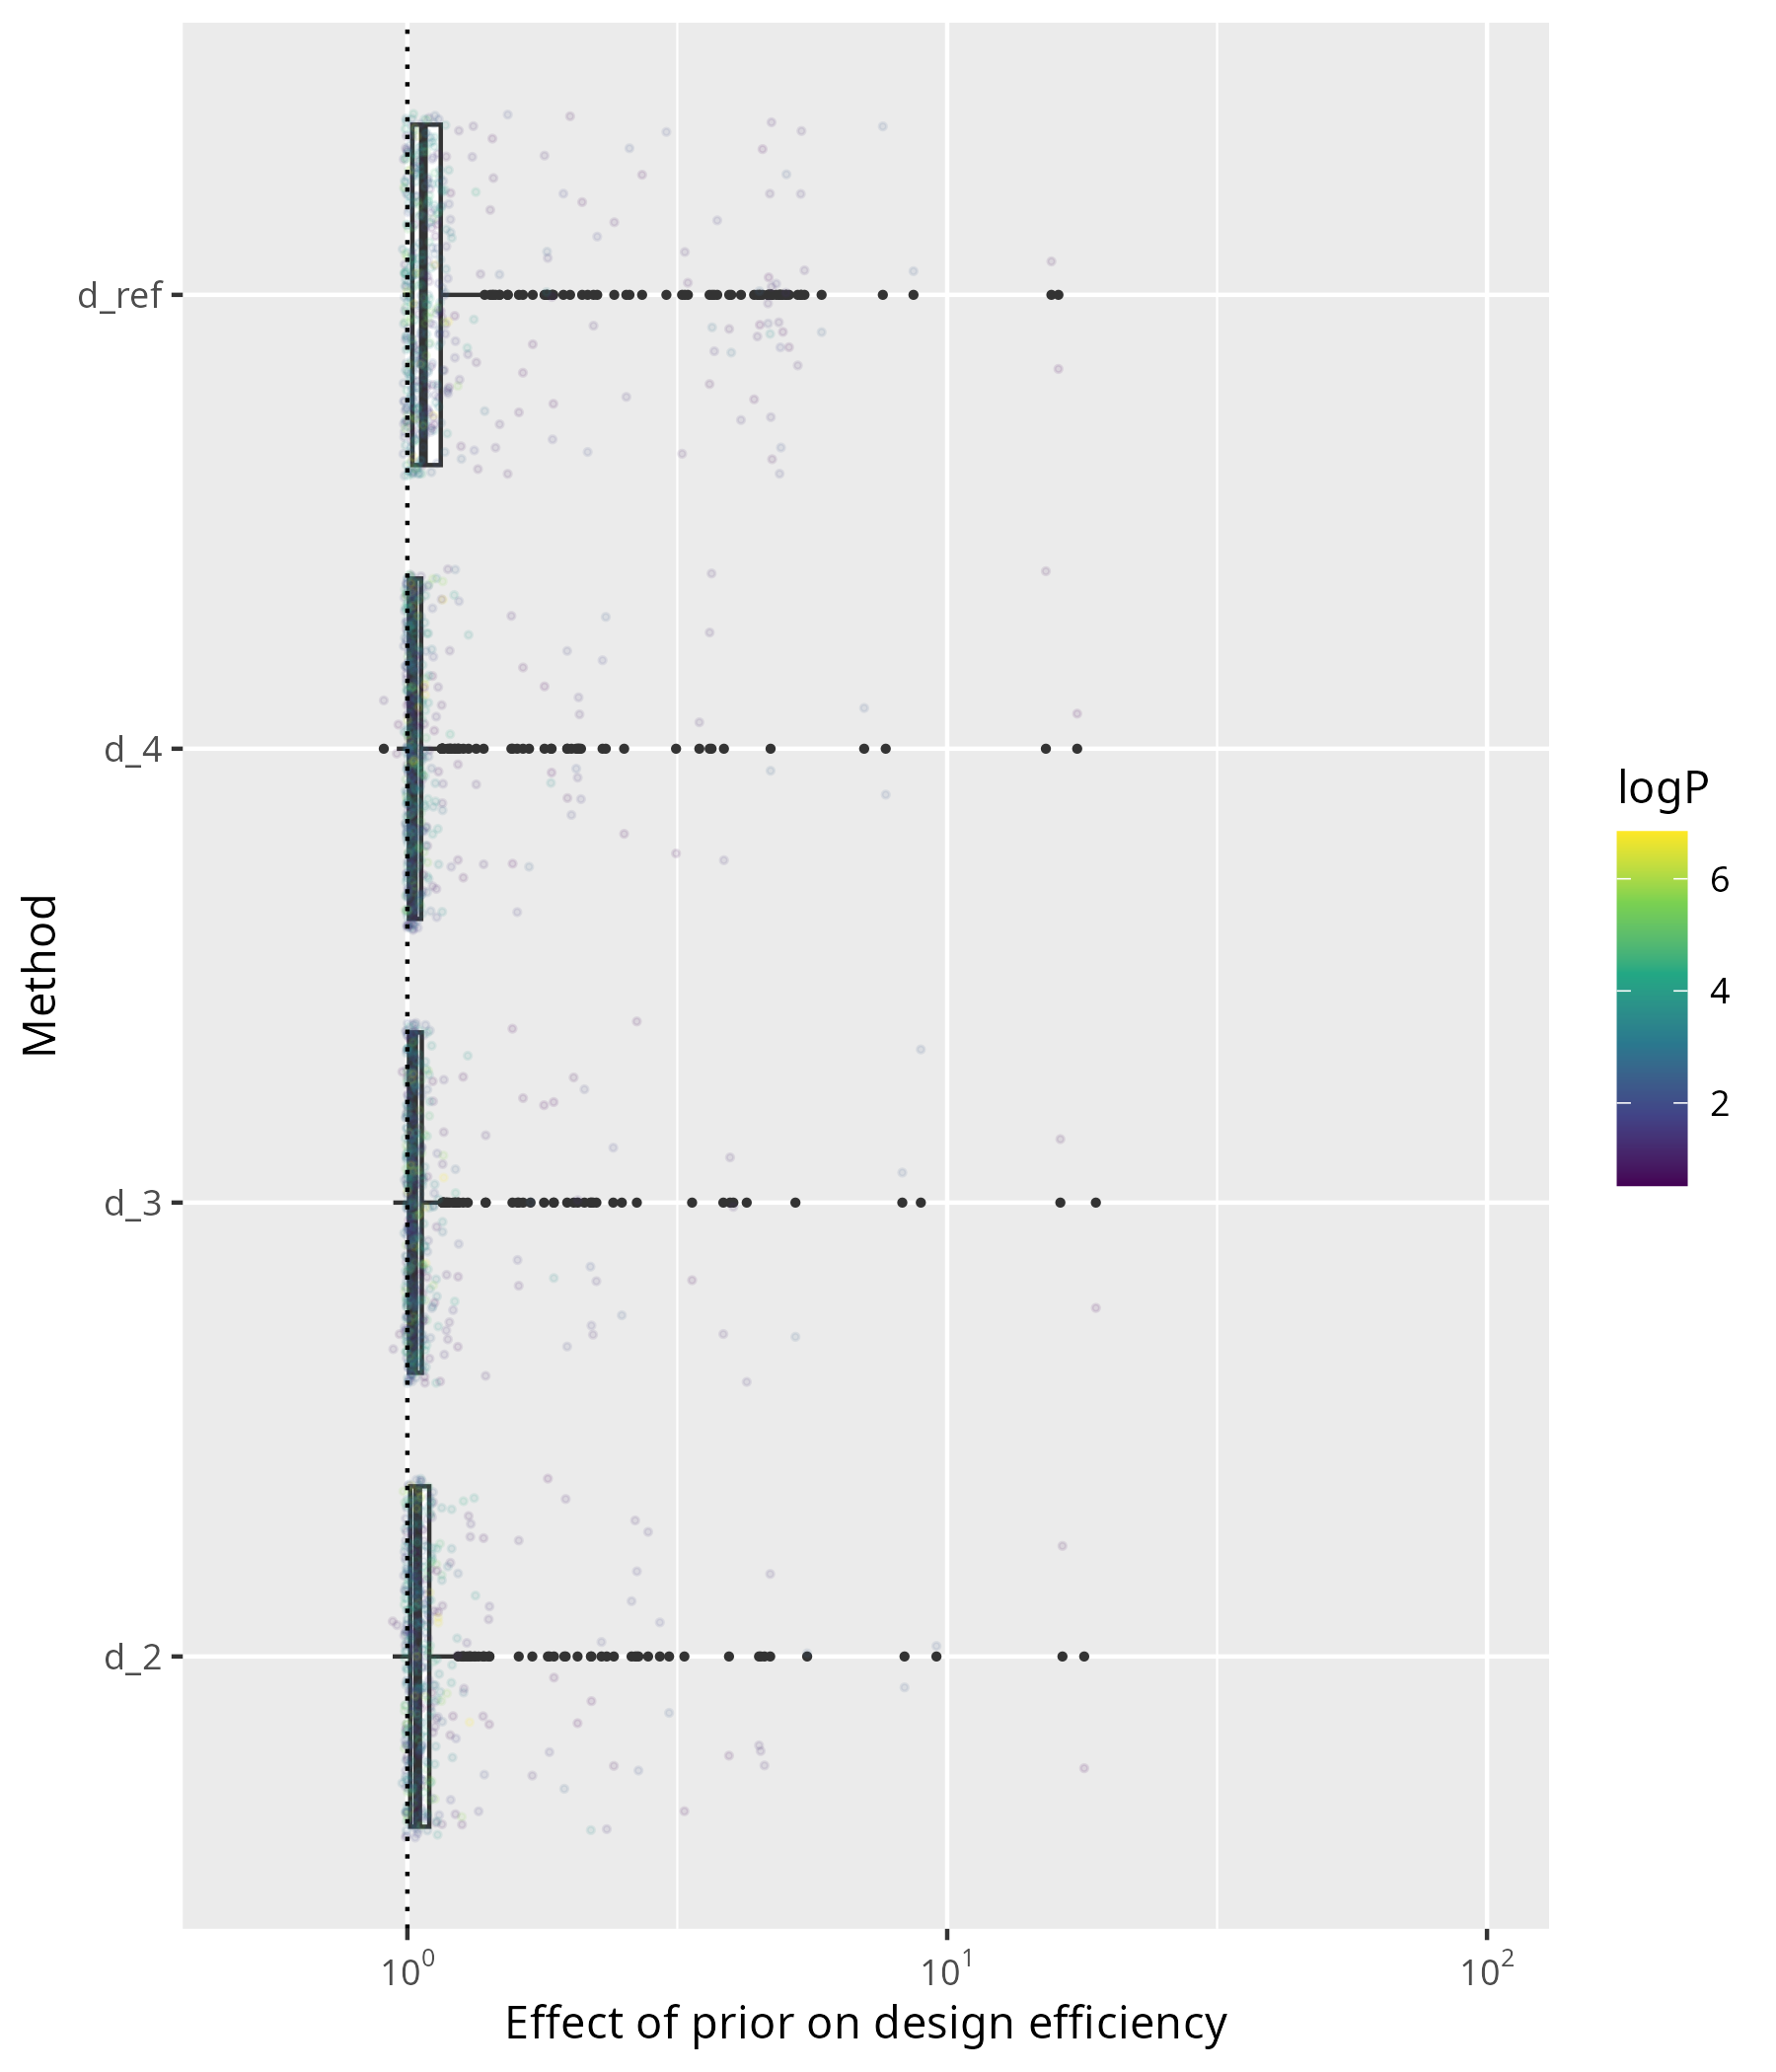 d_ref
d_4
d_3
d_2
Method
10⁰
10¹
10²
Effect of prior on design efficiency
logP
6
4
2